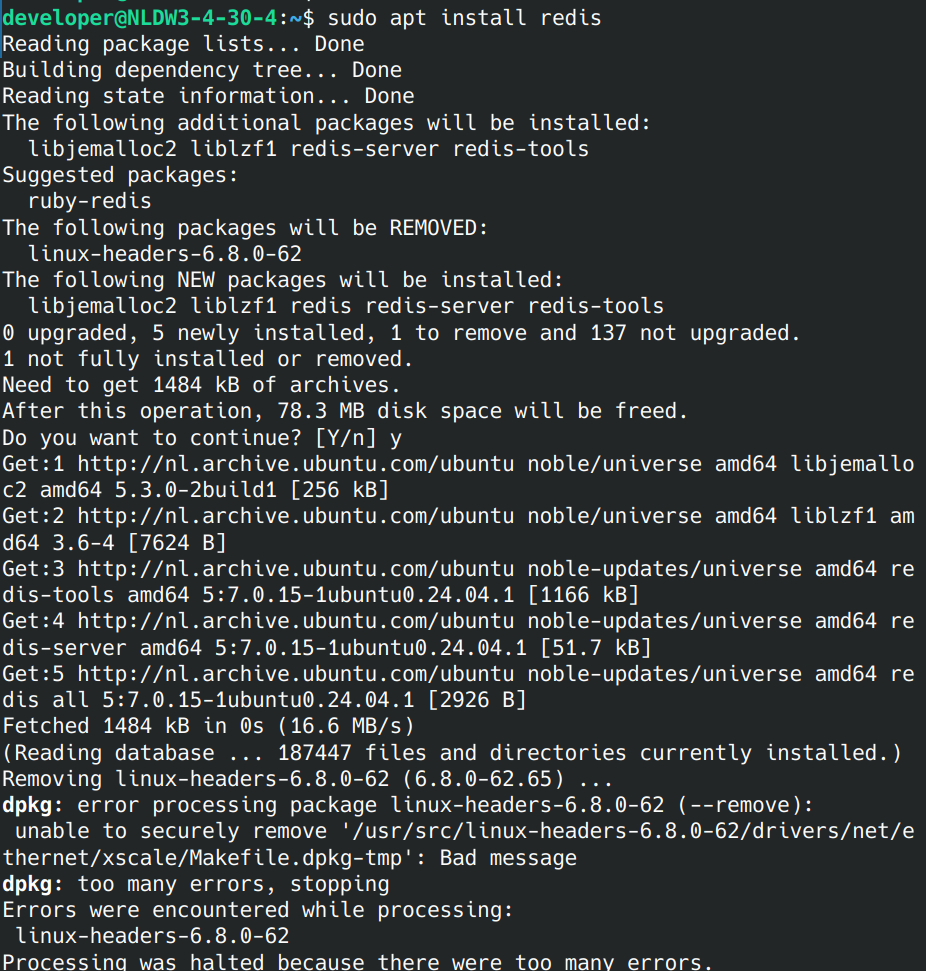 developer@NLDW3-4-30-4:~$ sudo apt install redis
Reading package lists... Done
Building dependency tree... Done
Reading state information... Done
The following additional packages will be installed:
  libjemalloc2 liblzf1 redis-server redis-tools
Suggested packages:
  ruby-redis
The following packages will be REMOVED:
  linux-headers-6.8.0-62
The following NEW packages will be installed:
  libjemalloc2 liblzf1 redis redis-server redis-tools
0 upgraded, 5 newly installed, 1 to remove and 137 not upgraded.
1 not fully installed or removed.
Need to get 1484 kB of archives.
After this operation, 78.3 MB disk space will be freed.
Do you want to continue? [Y/n] y
Get:1 http://nl.archive.ubuntu.com/ubuntu noble/universe amd64 libjemallo
c2 amd64 5.3.0-2build1 [256 kB]
Get:2 http://nl.archive.ubuntu.com/ubuntu noble/universe amd64 liblzf1 am
d64 3.6-4 [7624 B]
Get:3 http://nl.archive.ubuntu.com/ubuntu noble-updates/universe amd64 re
dis-tools amd64 5:7.0.15-1ubuntu0.24.04.1 [1166 kB]
Get:4 http://nl.archive.ubuntu.com/ubuntu noble-updates/universe amd64 re
dis-server amd64 5:7.0.15-1ubuntu0.24.04.1 [51.7 kB]
Get:5 http://nl.archive.ubuntu.com/ubuntu noble-updates/universe amd64 re
dis all 5:7.0.15-1ubuntu0.24.04.1 [2926 B]
Fetched 1484 kB in 0s (16.6 MB/s)
(Reading database ... 187447 files and directories currently installed.)
Removing linux-headers-6.8.0-62 (6.8.0-62.65) ...
dpkg: error processing package linux-headers-6.8.0-62 (--remove):
 unable to securely remove '/usr/src/linux-headers-6.8.0-62/drivers/net/e
thernet/xscale/Makefile.dpkg-tmp': Bad message
dpkg: too many errors, stopping
Errors were encountered while processing:
 linux-headers-6.8.0-62
Processing was halted because there were too many errors.